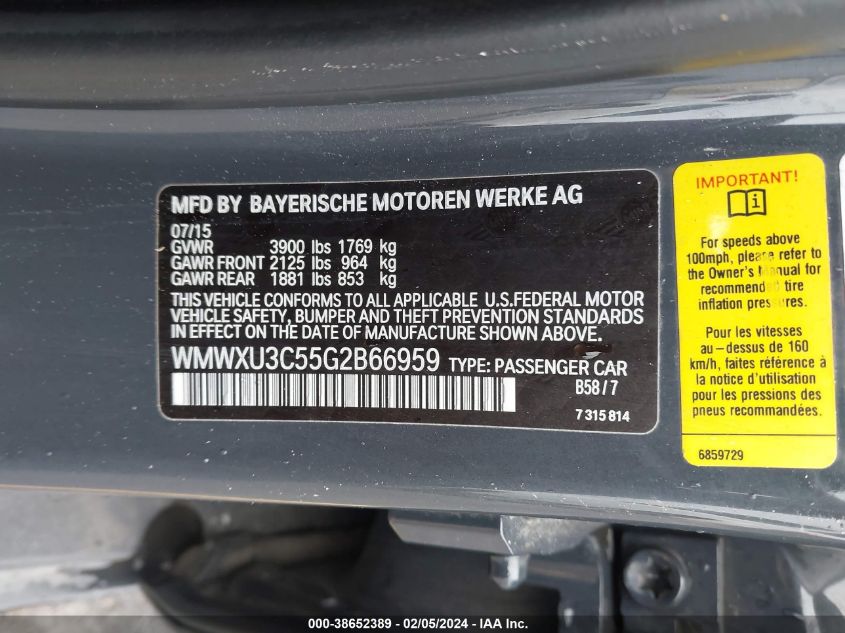 MFD BY BAYERISCHE MOTOREN WERKE AG
07/15
GVWR 3900 lbs 1769 kg
GAWR FRONT 2125 lbs 964 kg
GAWR REAR 1881 lbs 853 kg
THIS VEHICLE CONFORMS TO ALL APPLICABLE U.S.FEDERAL MOTOR
VEHICLE SAFETY, BUMPER AND THEFT PREVENTION STANDARDS
IN EFFECT ON THE DATE OF MANUFACTURE SHOWN ABOVE.
WMWXU3C55G2B66959 TYPE: PASSENGER CAR
B58/7
7 315 814
IMPORTANT!
For speeds above
100mph, please refer to
the Owner's Manual for
recommended tire
inflation pressures.
Pour les vitesses
au-dessus de 160
km/h, faites référence à
la notice d'utilisation
pour les pressions des
pneus recommandées.
6859729
000-38652389 - 02/05/2024 - IAA, Inc.